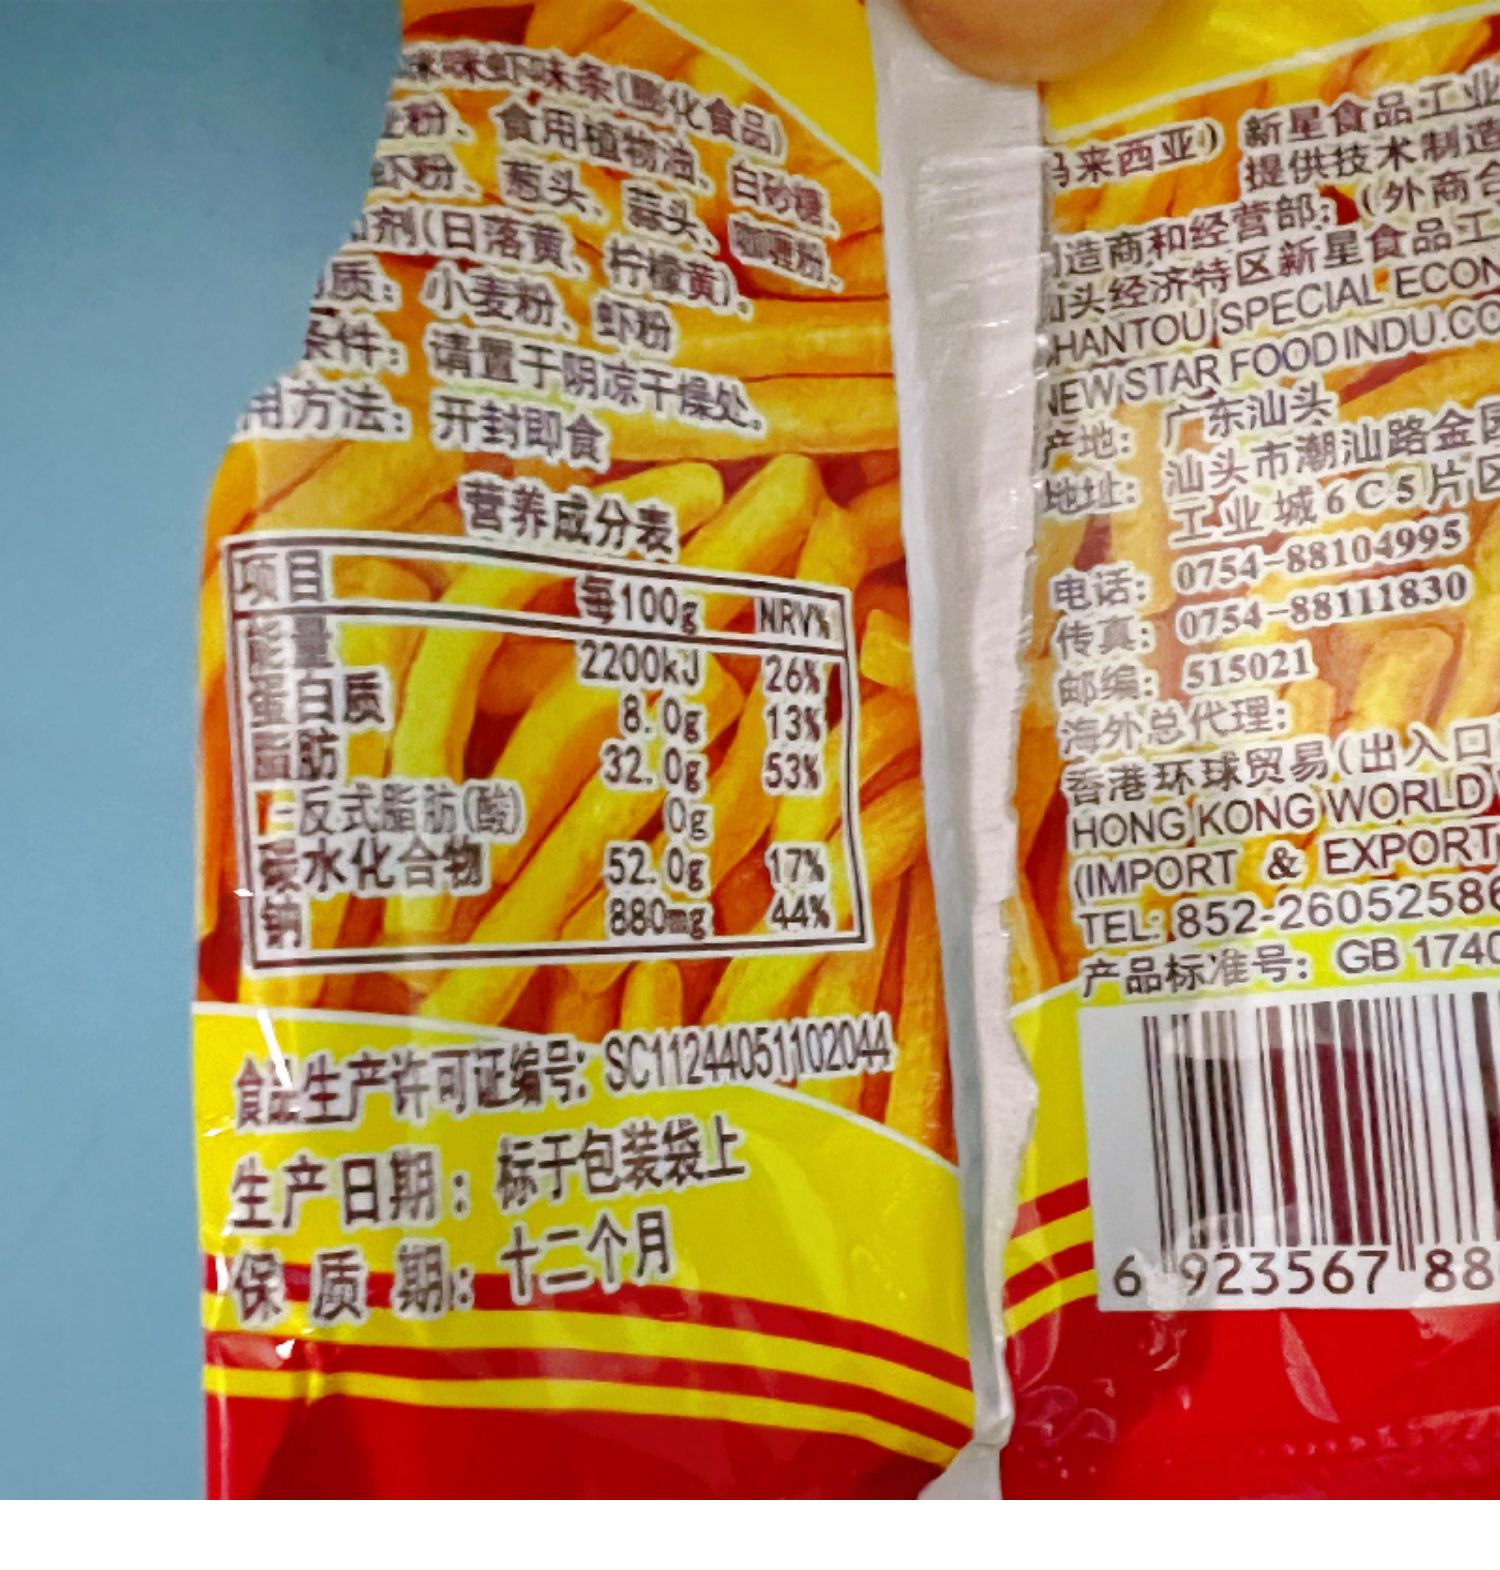 咪咪虾味条(膨化食品)
粉、食用植物油、白砂糖、
虾粉、葱头、蒜头、咖喱粉、
剂(日落黄、柠檬黄)。
质：小麦粉、虾粉
条件：请置于阴凉干燥处。
用方法：开封即食
营养成分表
项目 每100g NRV%
能量 2200kJ 26%
蛋白质 8.0g 13%
脂肪 32.0g 53%
-反式脂肪(酸) 0g
碳水化合物 52.0g 17%
钠 880mg 44%
食品生产许可证编号：SC11244051102044
生产日期：标于包装袋上
保质期：十二个月
马来西亚）新星食品工业
提供技术制造
造商和经营部：（外商合
汕头经济特区新星食品工
SHANTOU SPECIAL ECON
NEW STAR FOOD INDU.CO
产地：广东汕头
地址：汕头市潮汕路金园
工业城6C5片区
电话：0754-88104995
传真：0754-88111830
邮编：515021
海外总代理：
香港环球贸易(出入口
HONG KONG WORLD
(IMPORT & EXPORT
TEL: 852-26052586
产品标准号：GB 1740
6 923567 88